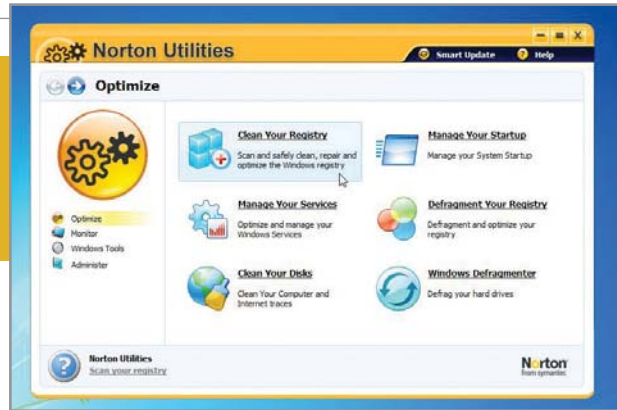 Norton Utilities
X
Smart Update
? Help
Optimize
Clean Your Registry
Scan and safely clean, repair and
optimize the Windows registry
Manage Your Startup
Manage your System Startup
Manage Your Services
Optimize and manage your
Windows Services
Defragment Your Registry
Defragment and optimize your
registry
Clean Your Disks
Clean Your Computer and
Internet traces
Windows Defragmenter
Defrag your hard drives
Optimize
Monitor
Windows Tools
Administer
?
Norton Utilities
Scan your registry
Norton
from symantec